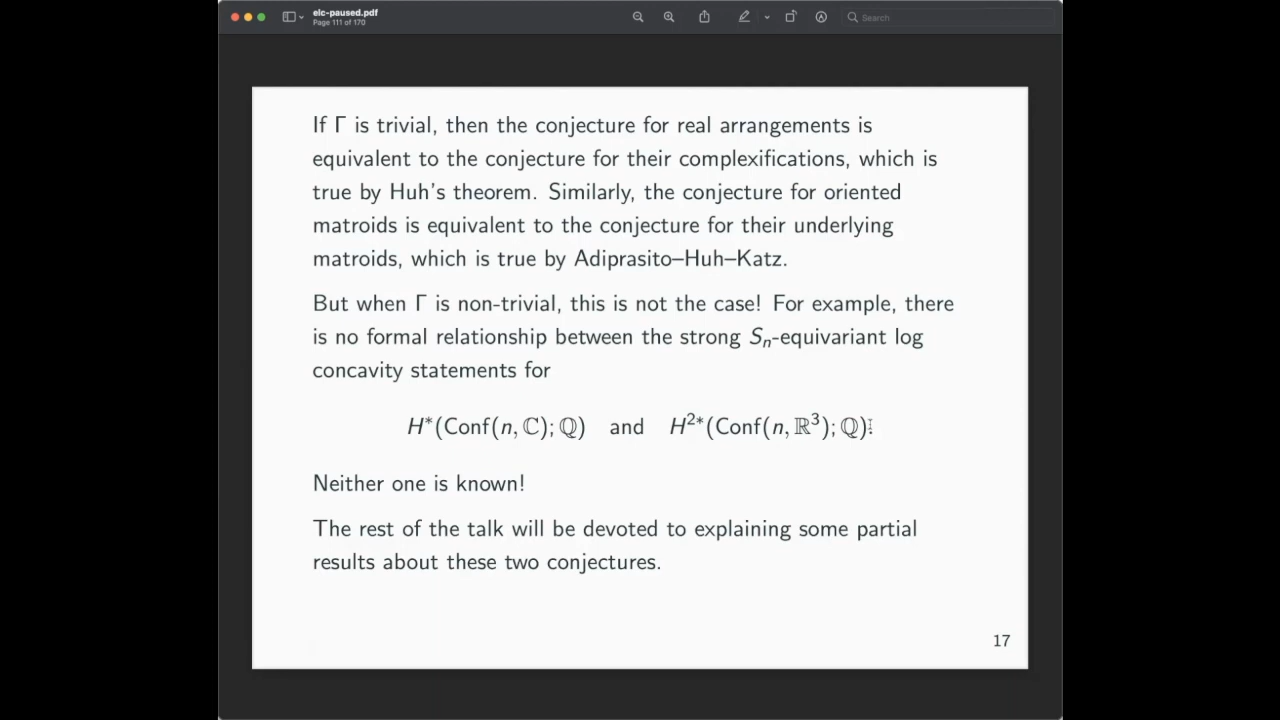 elc-paused.pdf
Page 111 of 170
Search
If Γ is trivial, then the conjecture for real arrangements is
equivalent to the conjecture for their complexifications, which is
true by Huh's theorem. Similarly, the conjecture for oriented
matroids is equivalent to the conjecture for their underlying
matroids, which is true by Adiprasito–Huh–Katz.
But when Γ is non-trivial, this is not the case! For example, there
is no formal relationship between the strong Sₙ-equivariant log
concavity statements for
H*(Conf(n, ℂ); ℚ) and H²*(Conf(n, ℝ³); ℚ).
Neither one is known!
The rest of the talk will be devoted to explaining some partial
results about these two conjectures.
17